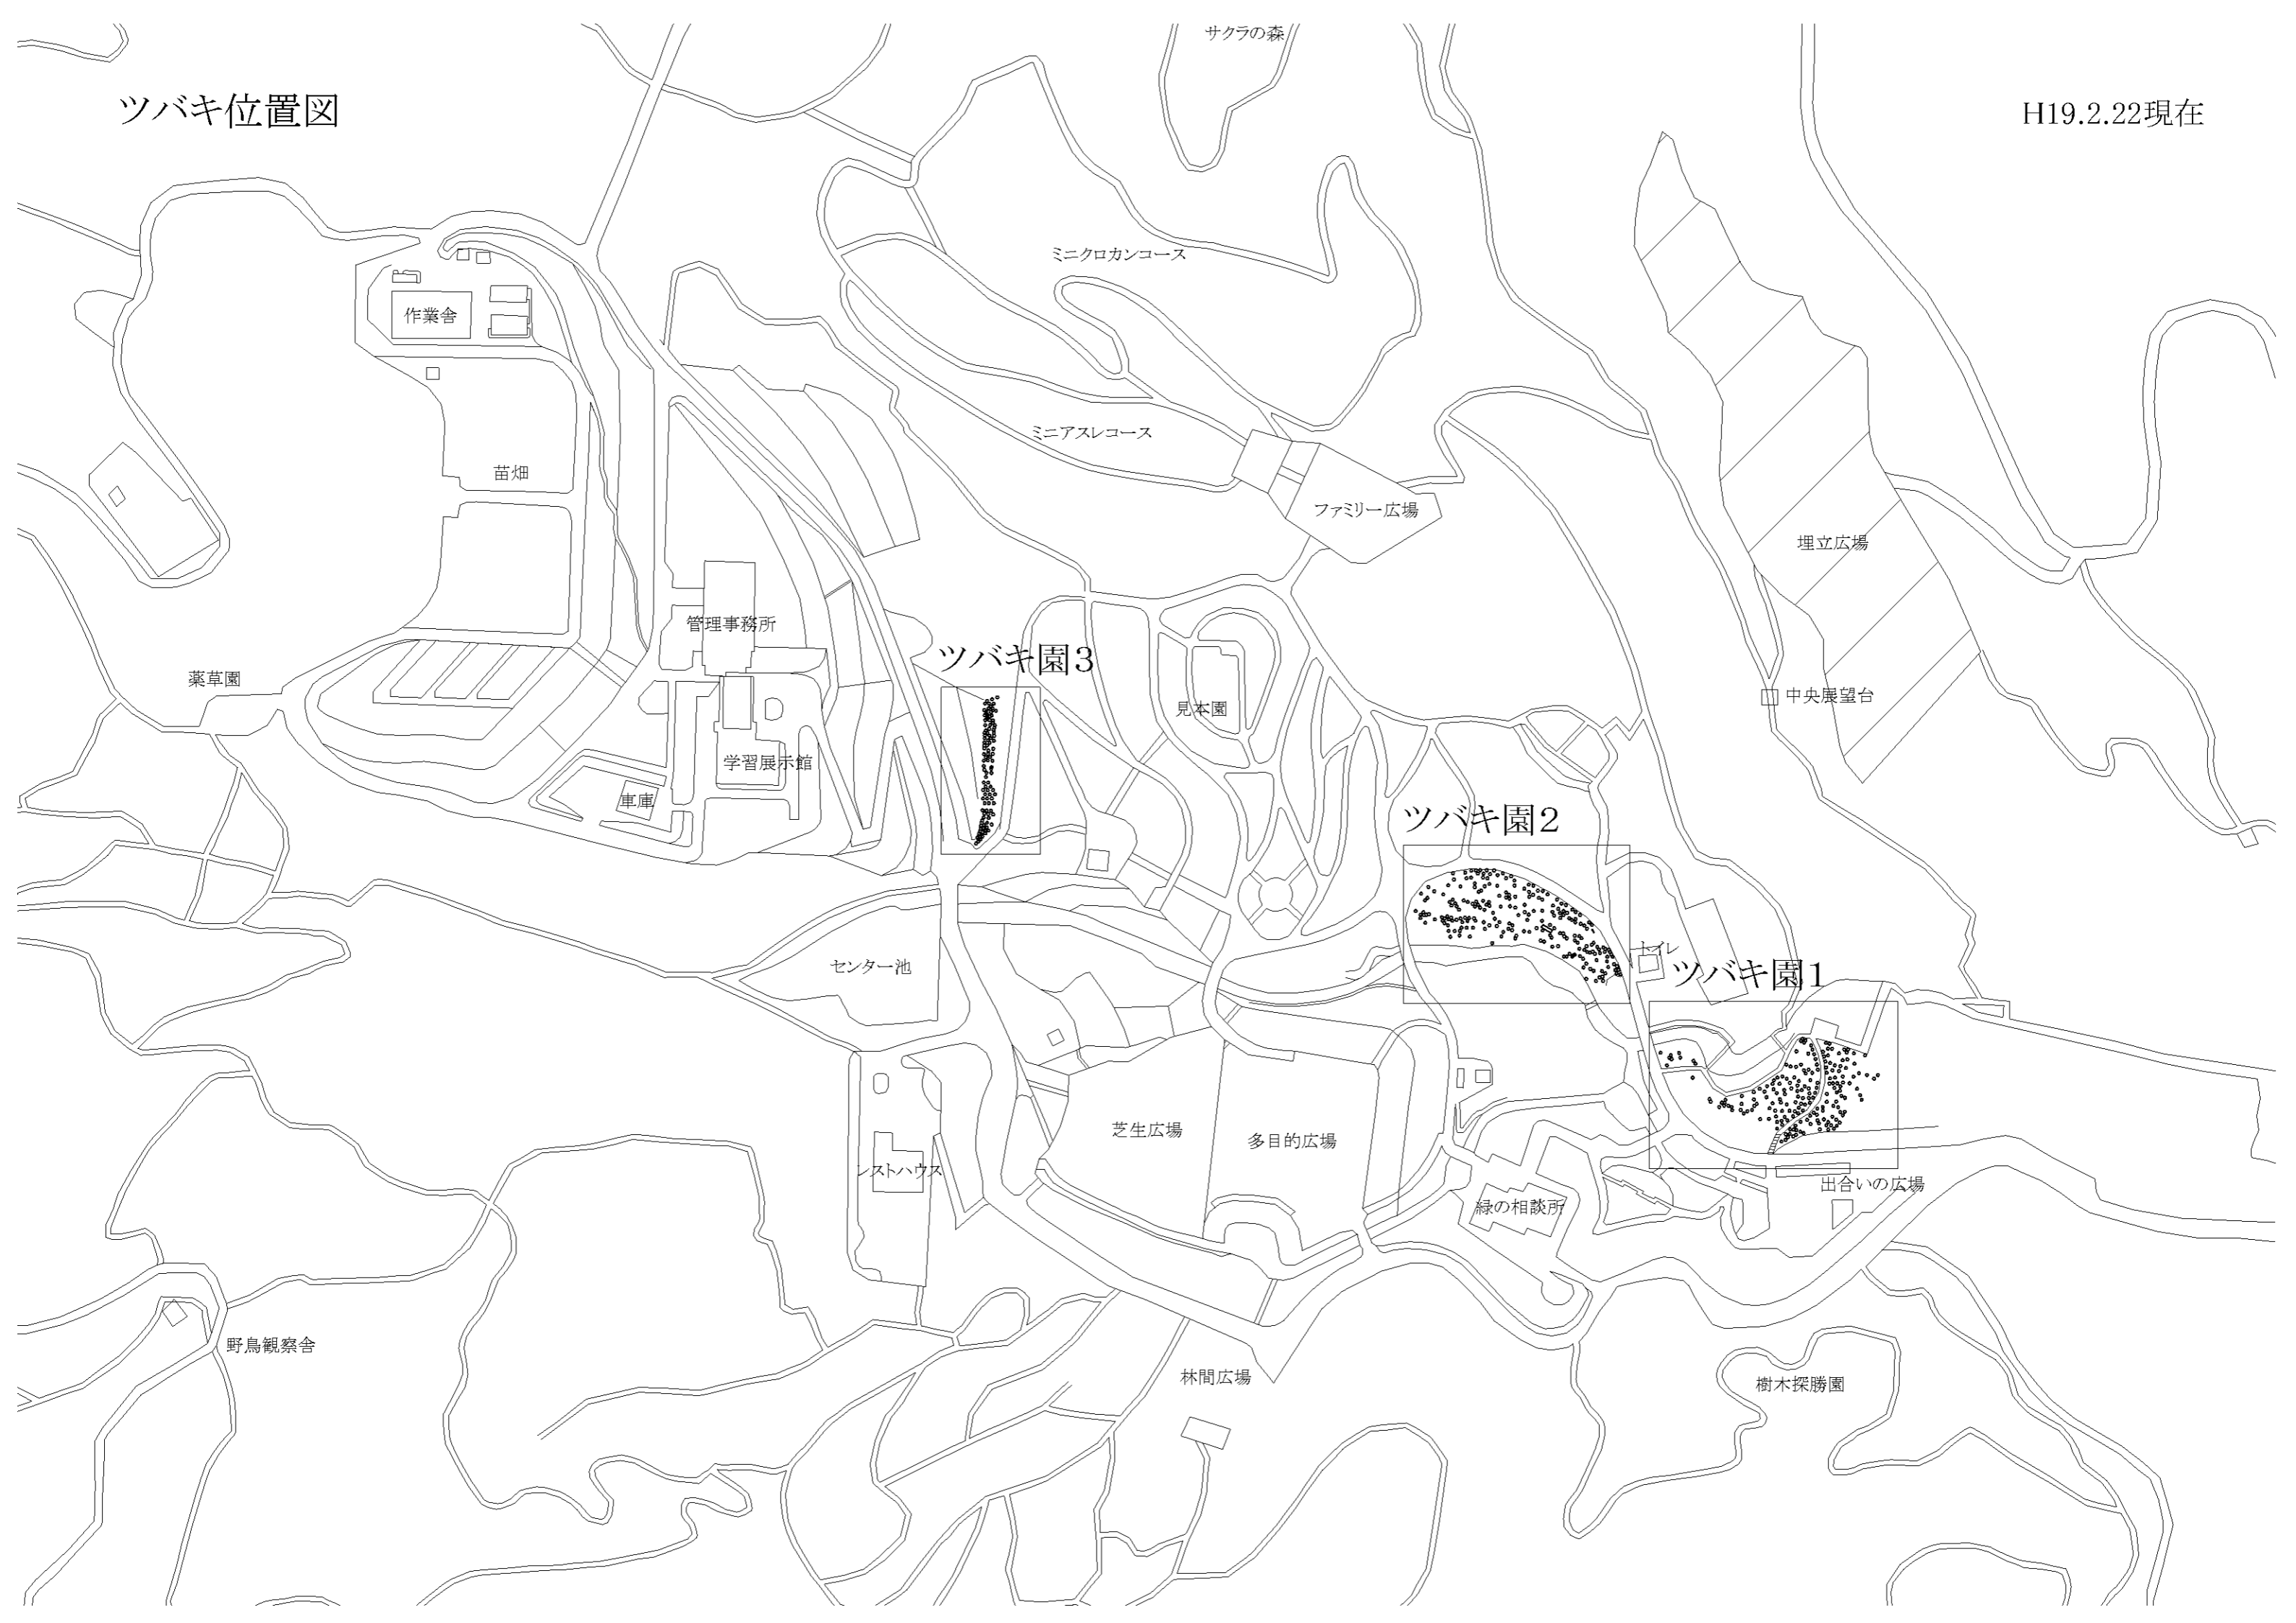 サクラの森
ツバキ位置図
H19.2.22現在
ミニクロカンコース
作業舎
ミニアスレコース
苗畑
ファミリー広場
埋立広場
管理事務所
ツバキ園3
薬草園
中央展望台
見本園
学習展示館
車庫
ツバキ園2
トイレ
センター池
ツバキ園1
芝生広場
多目的広場
レストハウス
出合いの広場
緑の相談所
野鳥観察舎
林間広場
樹木探勝園